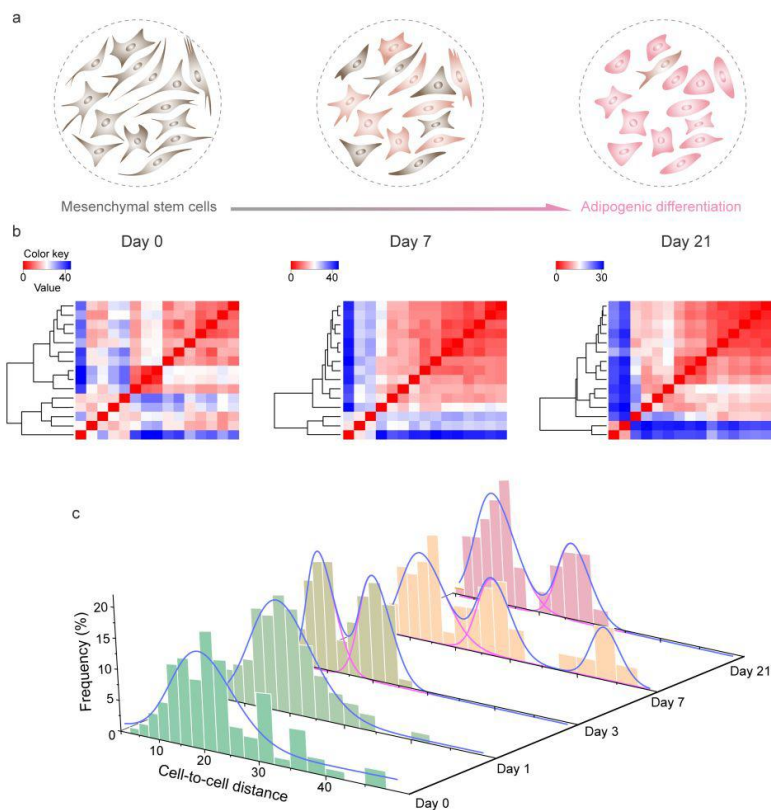 a
Mesenchymal stem cells
Adipogenic differentiation
b
Day 0
Day 7
Day 21
Color key
0 40
Value
0 40
0 30
c
Frequency (%)
20
15
10
5
0
10
20
30
40
Cell-to-cell distance
Day 0
Day 1
Day 3
Day 7
Day 21